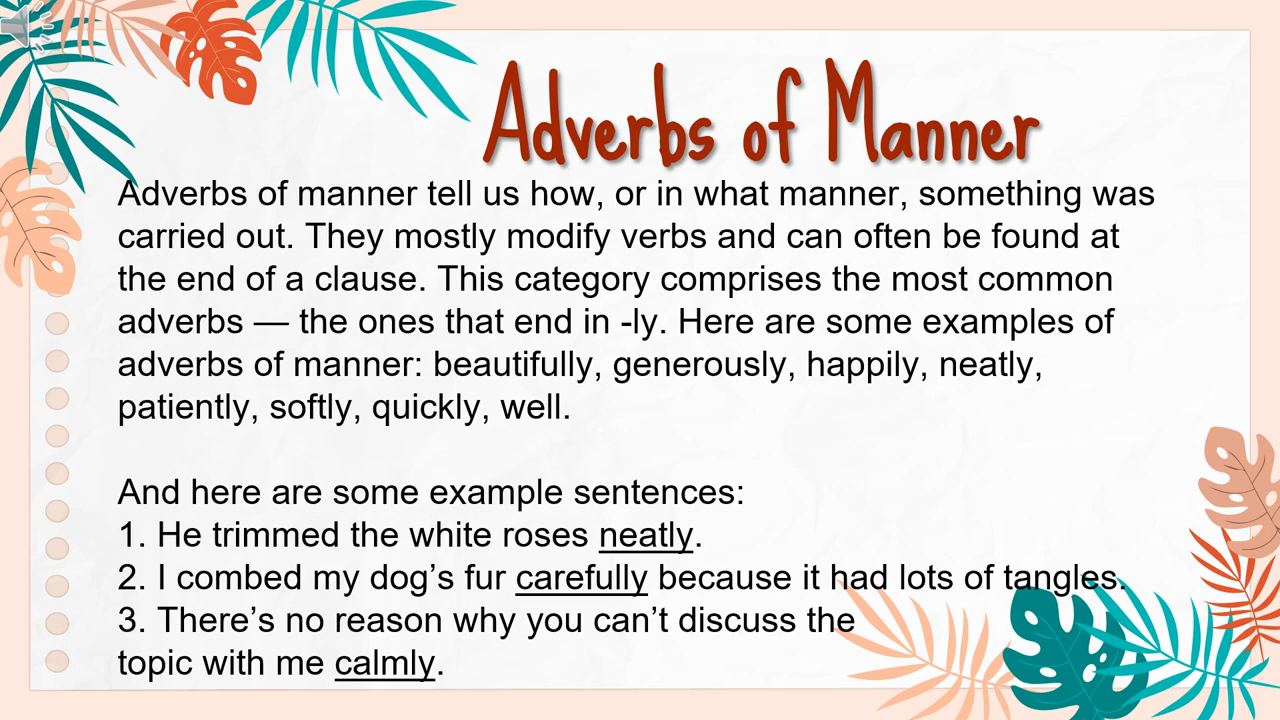 Adverbs of Manner
Adverbs of manner tell us how, or in what manner, something was
carried out. They mostly modify verbs and can often be found at
the end of a clause. This category comprises the most common
adverbs — the ones that end in -ly. Here are some examples of
adverbs of manner: beautifully, generously, happily, neatly,
patiently, softly, quickly, well.
And here are some example sentences:
1. He trimmed the white roses neatly.
2. I combed my dog’s fur carefully because it had lots of tangles.
3. There’s no reason why you can’t discuss the
topic with me calmly.